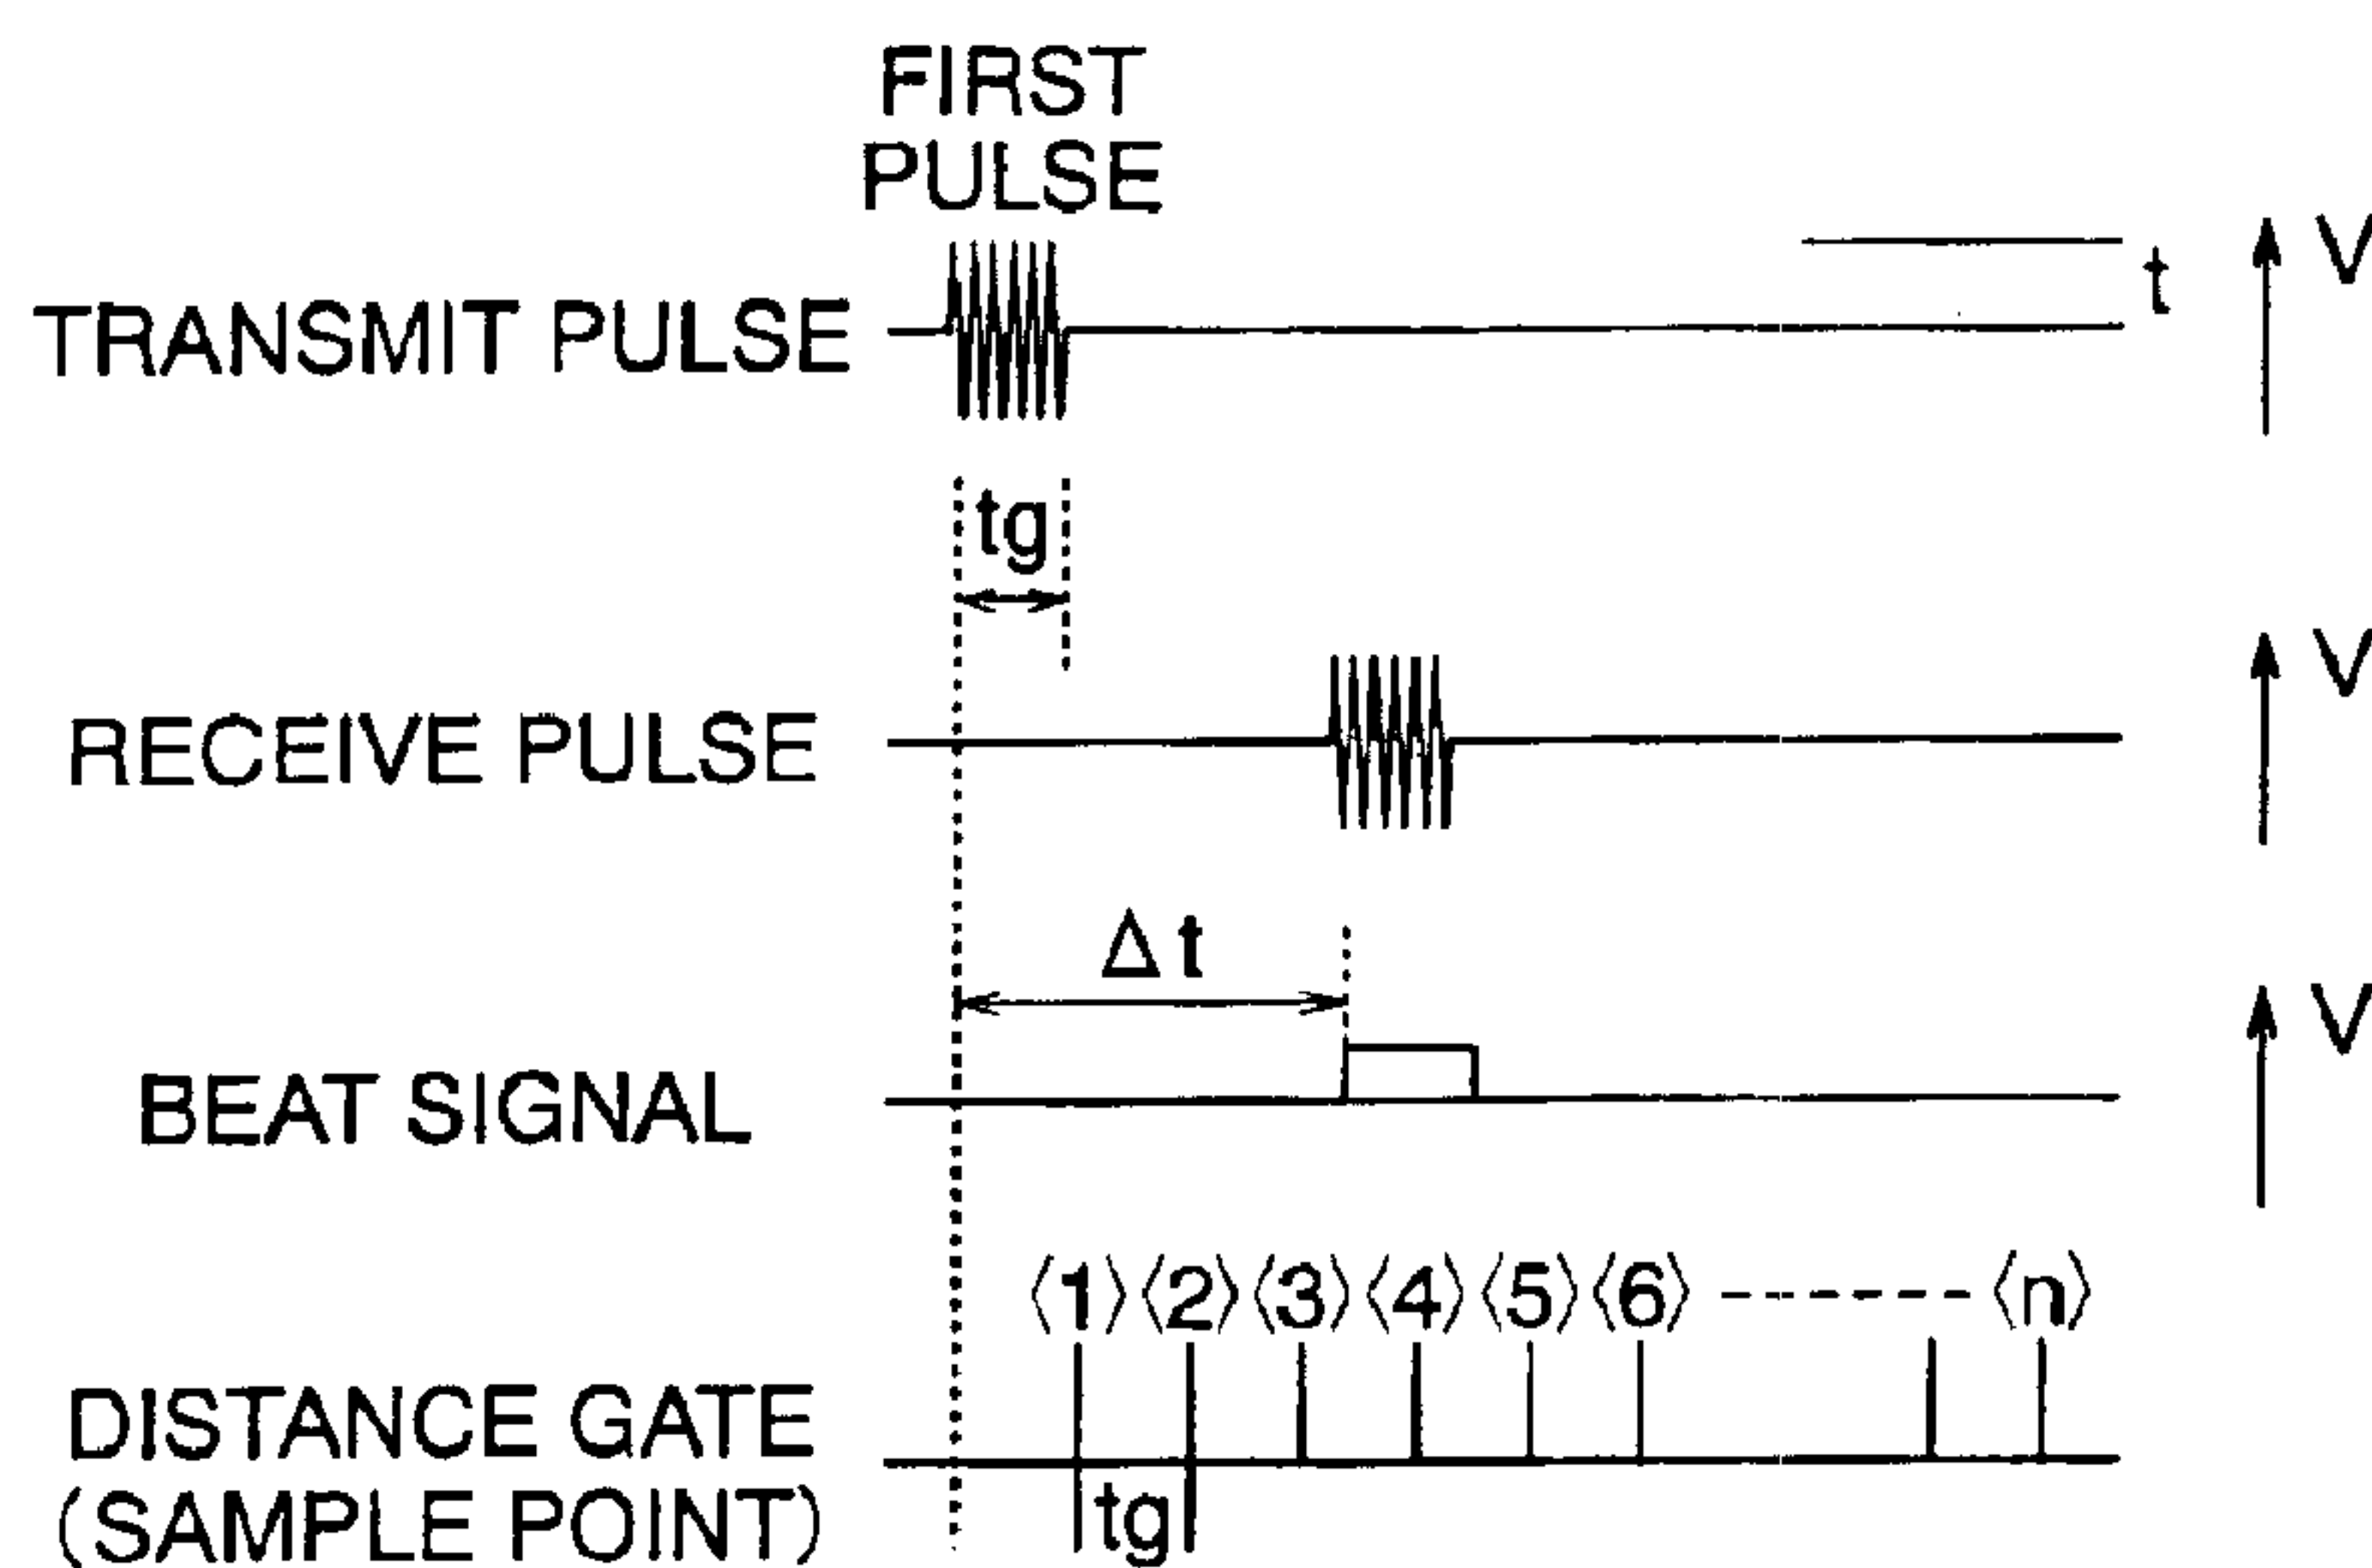 FIRST
PULSE
TRANSMIT PULSE
t
V
tg
RECEIVE PULSE
V
Δt
BEAT SIGNAL
V
⟨1⟩ ⟨2⟩ ⟨3⟩ ⟨4⟩ ⟨5⟩ ⟨6⟩ ------- ⟨n⟩
DISTANCE GATE
(SAMPLE POINT)
tg